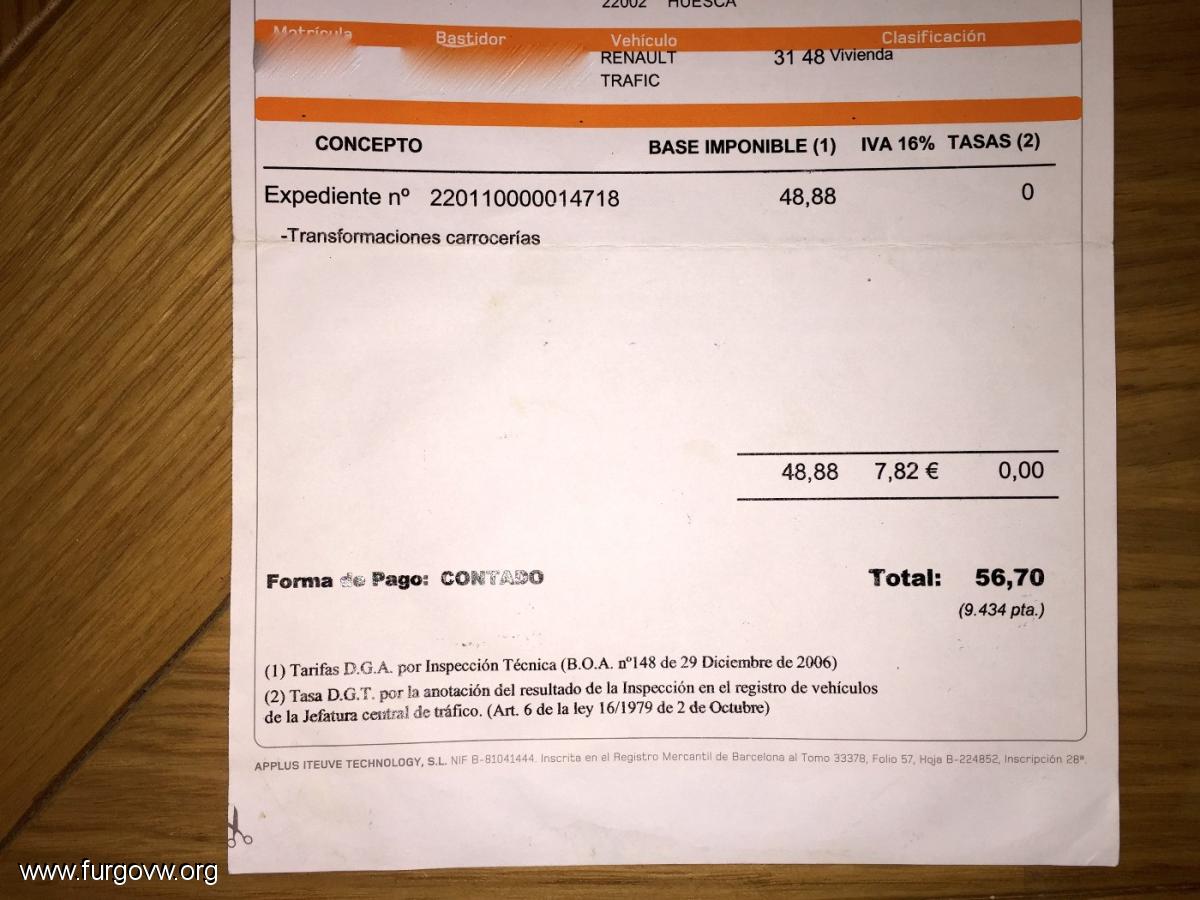 22002 HUESCA
Matrícula Bastidor Vehículo Clasificación
RENAULT 31 48 Vivienda
TRAFIC
CONCEPTO BASE IMPONIBLE (1) IVA 16% TASAS (2)
Expediente nº 220110000014718 48,88 0
-Transformaciones carrocerías
48,88 7,82 € 0,00
Forma de Pago: CONTADO Total: 56,70
(9.434 pta.)
(1) Tarifas D.G.A. por Inspección Técnica (B.O.A. nº148 de 29 Diciembre de 2006)
(2) Tasa D.G.T. por la anotación del resultado de la Inspección en el registro de vehículos
de la Jefatura central de tráfico. (Art. 6 de la ley 16/1979 de 2 de Octubre)
APPLUS ITEUVE TECHNOLOGY, S.L. NIF B-81041444. Inscrita en el Registro Mercantil de Barcelona al Tomo 33378, Folio 57, Hoja B-224852, Inscripción 28ª.
www.furgovw.org